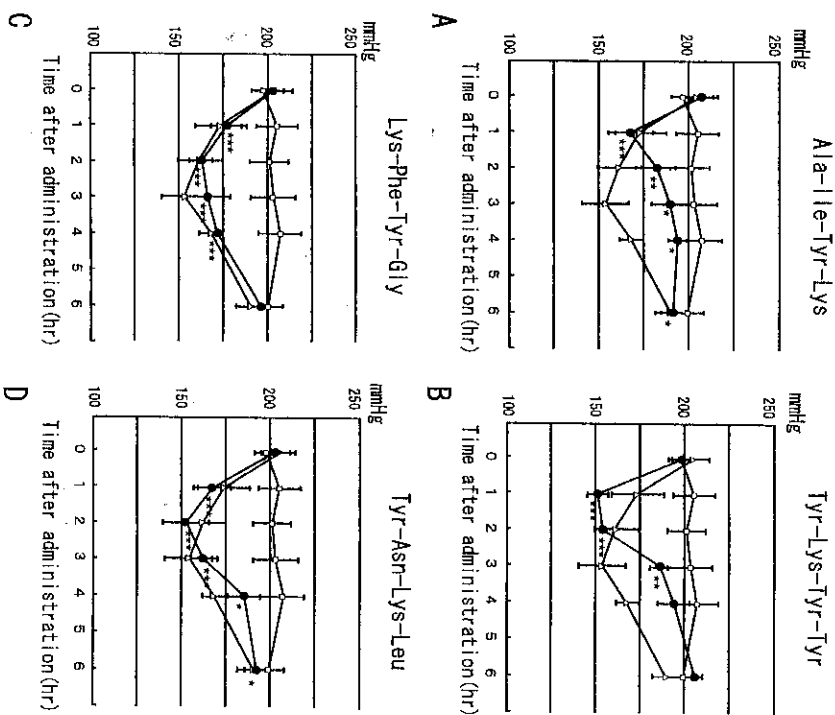 A
Ala-Ile-Tyr-Lys
mmHg
250
200
150
100
*** ** ** * *
0 1 2 3 4 5 6
Time after administration(hr)
B
Tyr-Lys-Tyr-Tyr
mmHg
250
200
150
100
*** *** **
0 1 2 3 4 5 6
Time after administration(hr)
C
Lys-Phe-Tyr-Gly
mmHg
250
200
150
100
*** *** *** ***
0 1 2 3 4 5 6
Time after administration(hr)
D
Tyr-Asn-Lys-Leu
mmHg
250
200
150
100
*** *** *** * *
0 1 2 3 4 5 6
Time after administration(hr)